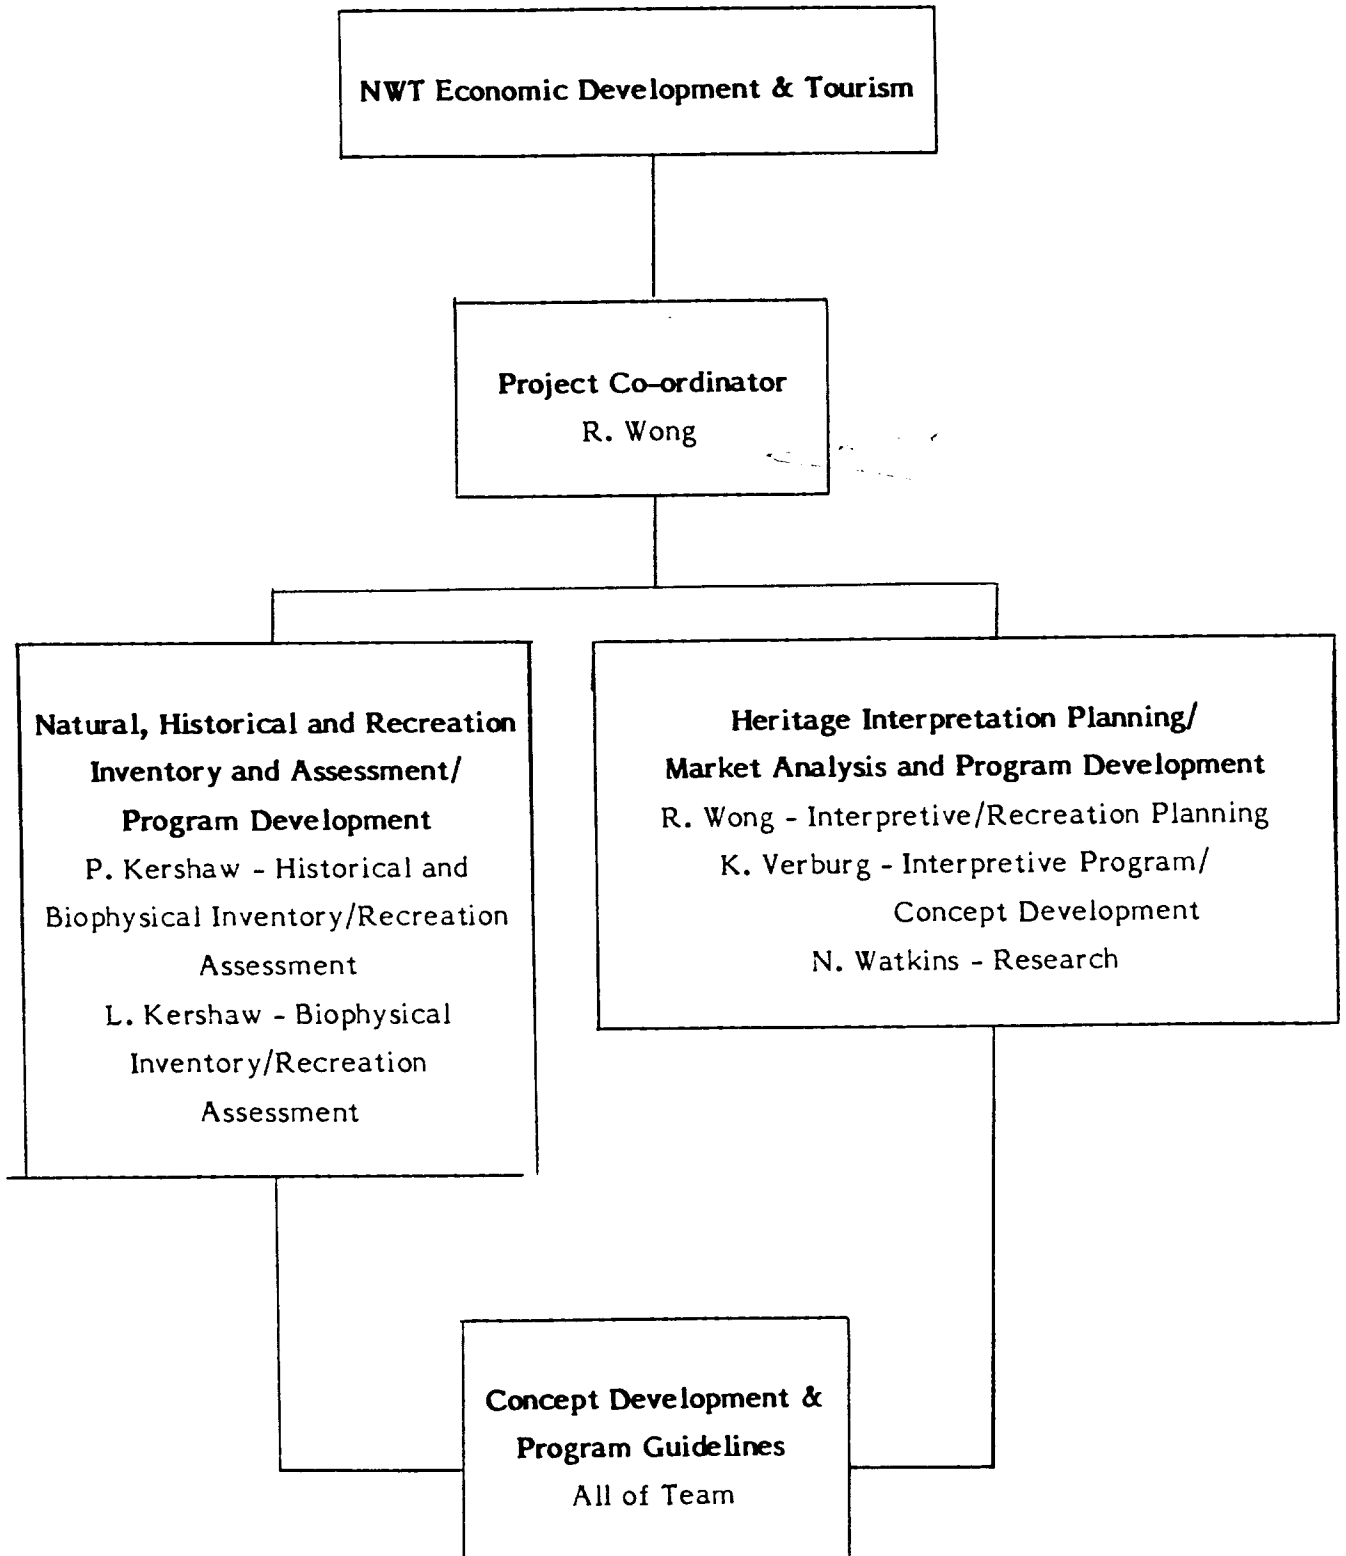 NWT Economic Development & Tourism
Project Co-ordinator
R. Wong
Natural, Historical and Recreation
Inventory and Assessment/
Program Development
P. Kershaw - Historical and
Biophysical Inventory/Recreation
Assessment
L. Kershaw - Biophysical
Inventory/Recreation
Assessment
Heritage Interpretation Planning/
Market Analysis and Program Development
R. Wong - Interpretive/Recreation Planning
K. Verburg - Interpretive Program/
Concept Development
N. Watkins - Research
Concept Development &
Program Guidelines
All of Team